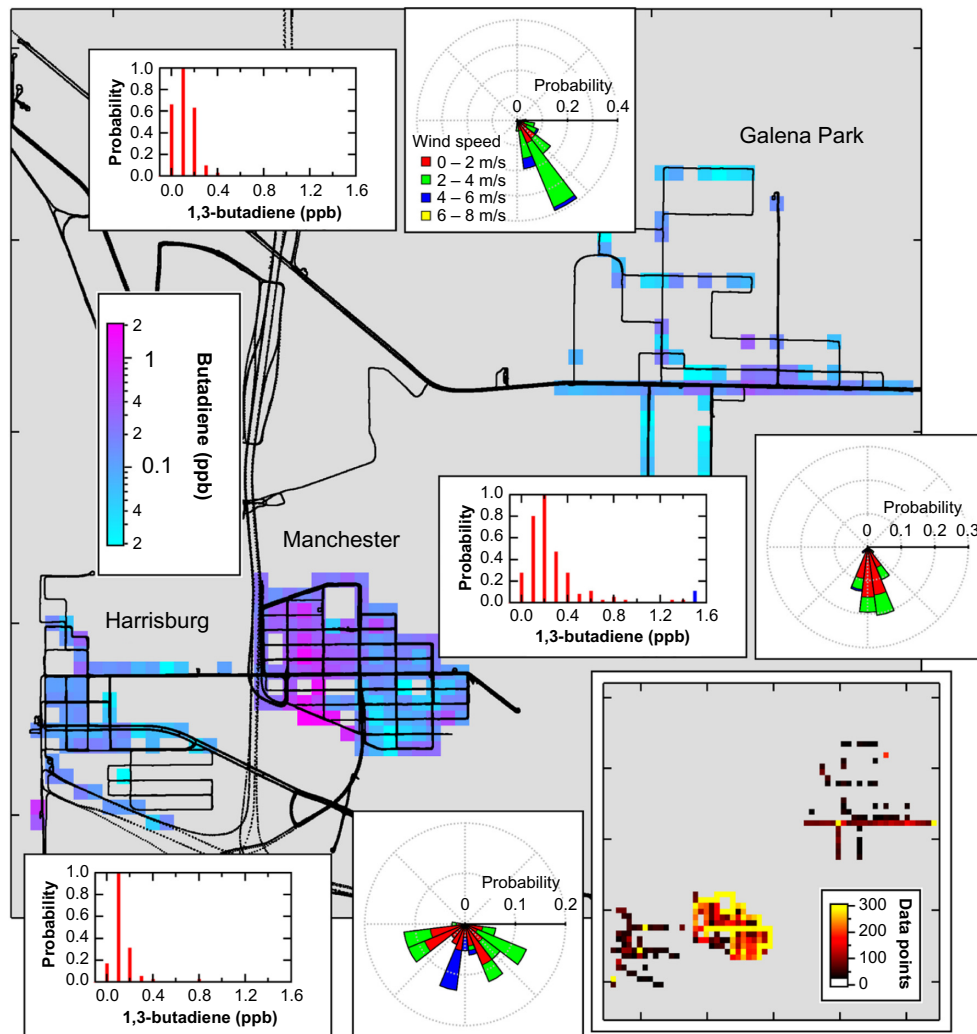 1.0
0.8
0.6
0.4
0.2
0.0
Probability
0.0 0.4 0.8 1.2 1.6
1,3-butadiene (ppb)
Probability
0 0.2 0.4
Wind speed
0 – 2 m/s
2 – 4 m/s
4 – 6 m/s
6 – 8 m/s
Galena Park
2
1
4
2
0.1
4
2
Butadiene (ppb)
Manchester
Harrisburg
1.0
0.8
0.6
0.4
0.2
0.0
Probability
0.0 0.4 0.8 1.2 1.6
1,3-butadiene (ppb)
Probability
0 0.1 0.2 0.3
1.0
0.8
0.6
0.4
0.2
0.0
Probability
0.0 0.4 0.8 1.2 1.6
1,3-butadiene (ppb)
Probability
0 0.1 0.2
300
200
100
0
Data points